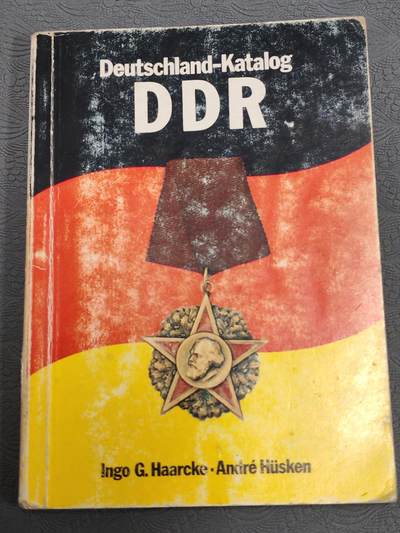 Deutschland-Katalog
DDR
Ingo G. Haarcke • André Hüsken